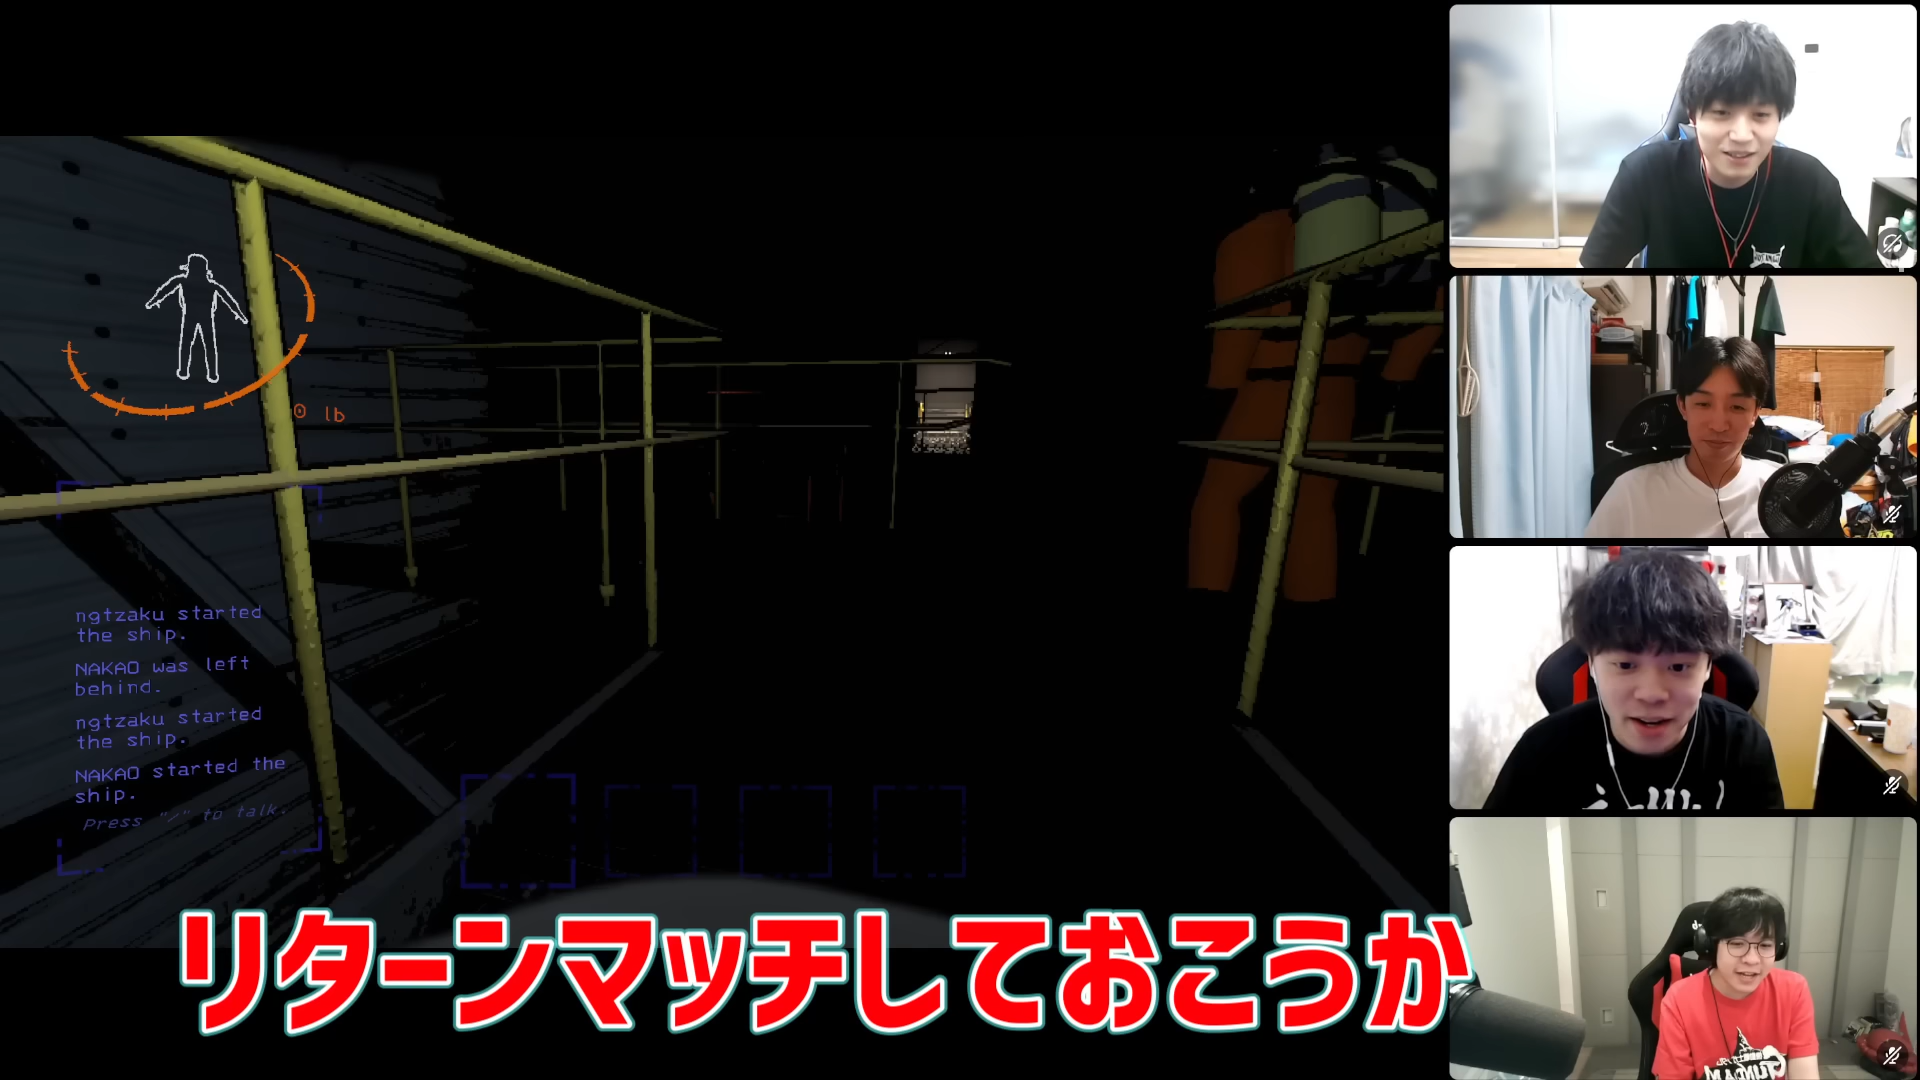 0 lb
ngtzaku started
the ship.
NAKAO was left
behind.
ngtzaku started
the ship.
NAKAO started the
ship.
Press "/" to talk.
リターンマッチしておこうか
GUNDAM